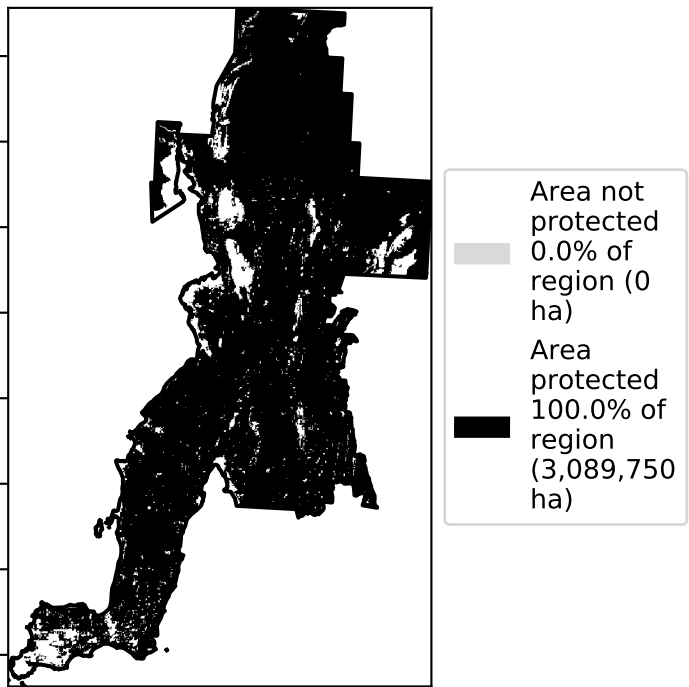 Area not
protected
0.0% of
region (0
ha)
Area
protected
100.0% of
region
(3,089,750
ha)